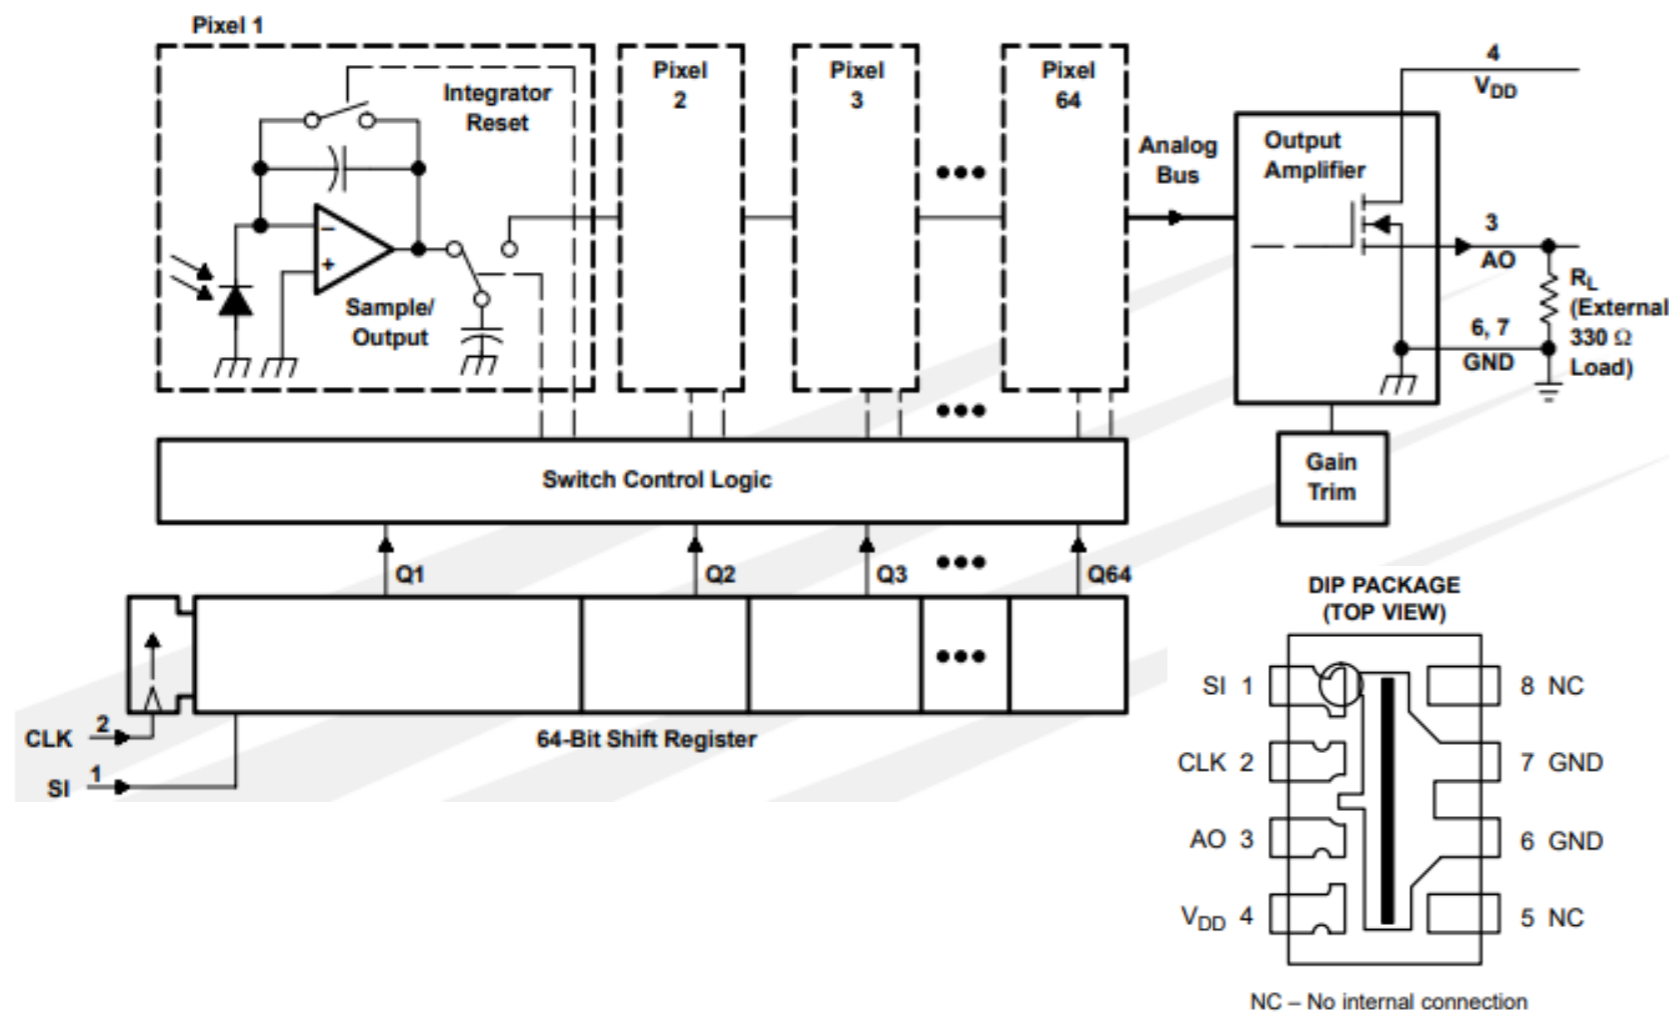 Pixel 1
Integrator
Reset
Sample/
Output
Pixel
2
Pixel
3
Pixel
64
Analog
Bus
Output
Amplifier
4
VDD
3
AO
RL
(External
330 Ω
Load)
6, 7
GND
Gain
Trim
Switch Control Logic
Q1
Q2
Q3
Q64
CLK
2
SI
1
64-Bit Shift Register
DIP PACKAGE
(TOP VIEW)
SI 1
8 NC
CLK 2
7 GND
AO 3
6 GND
VDD 4
5 NC
NC – No internal connection
−
+